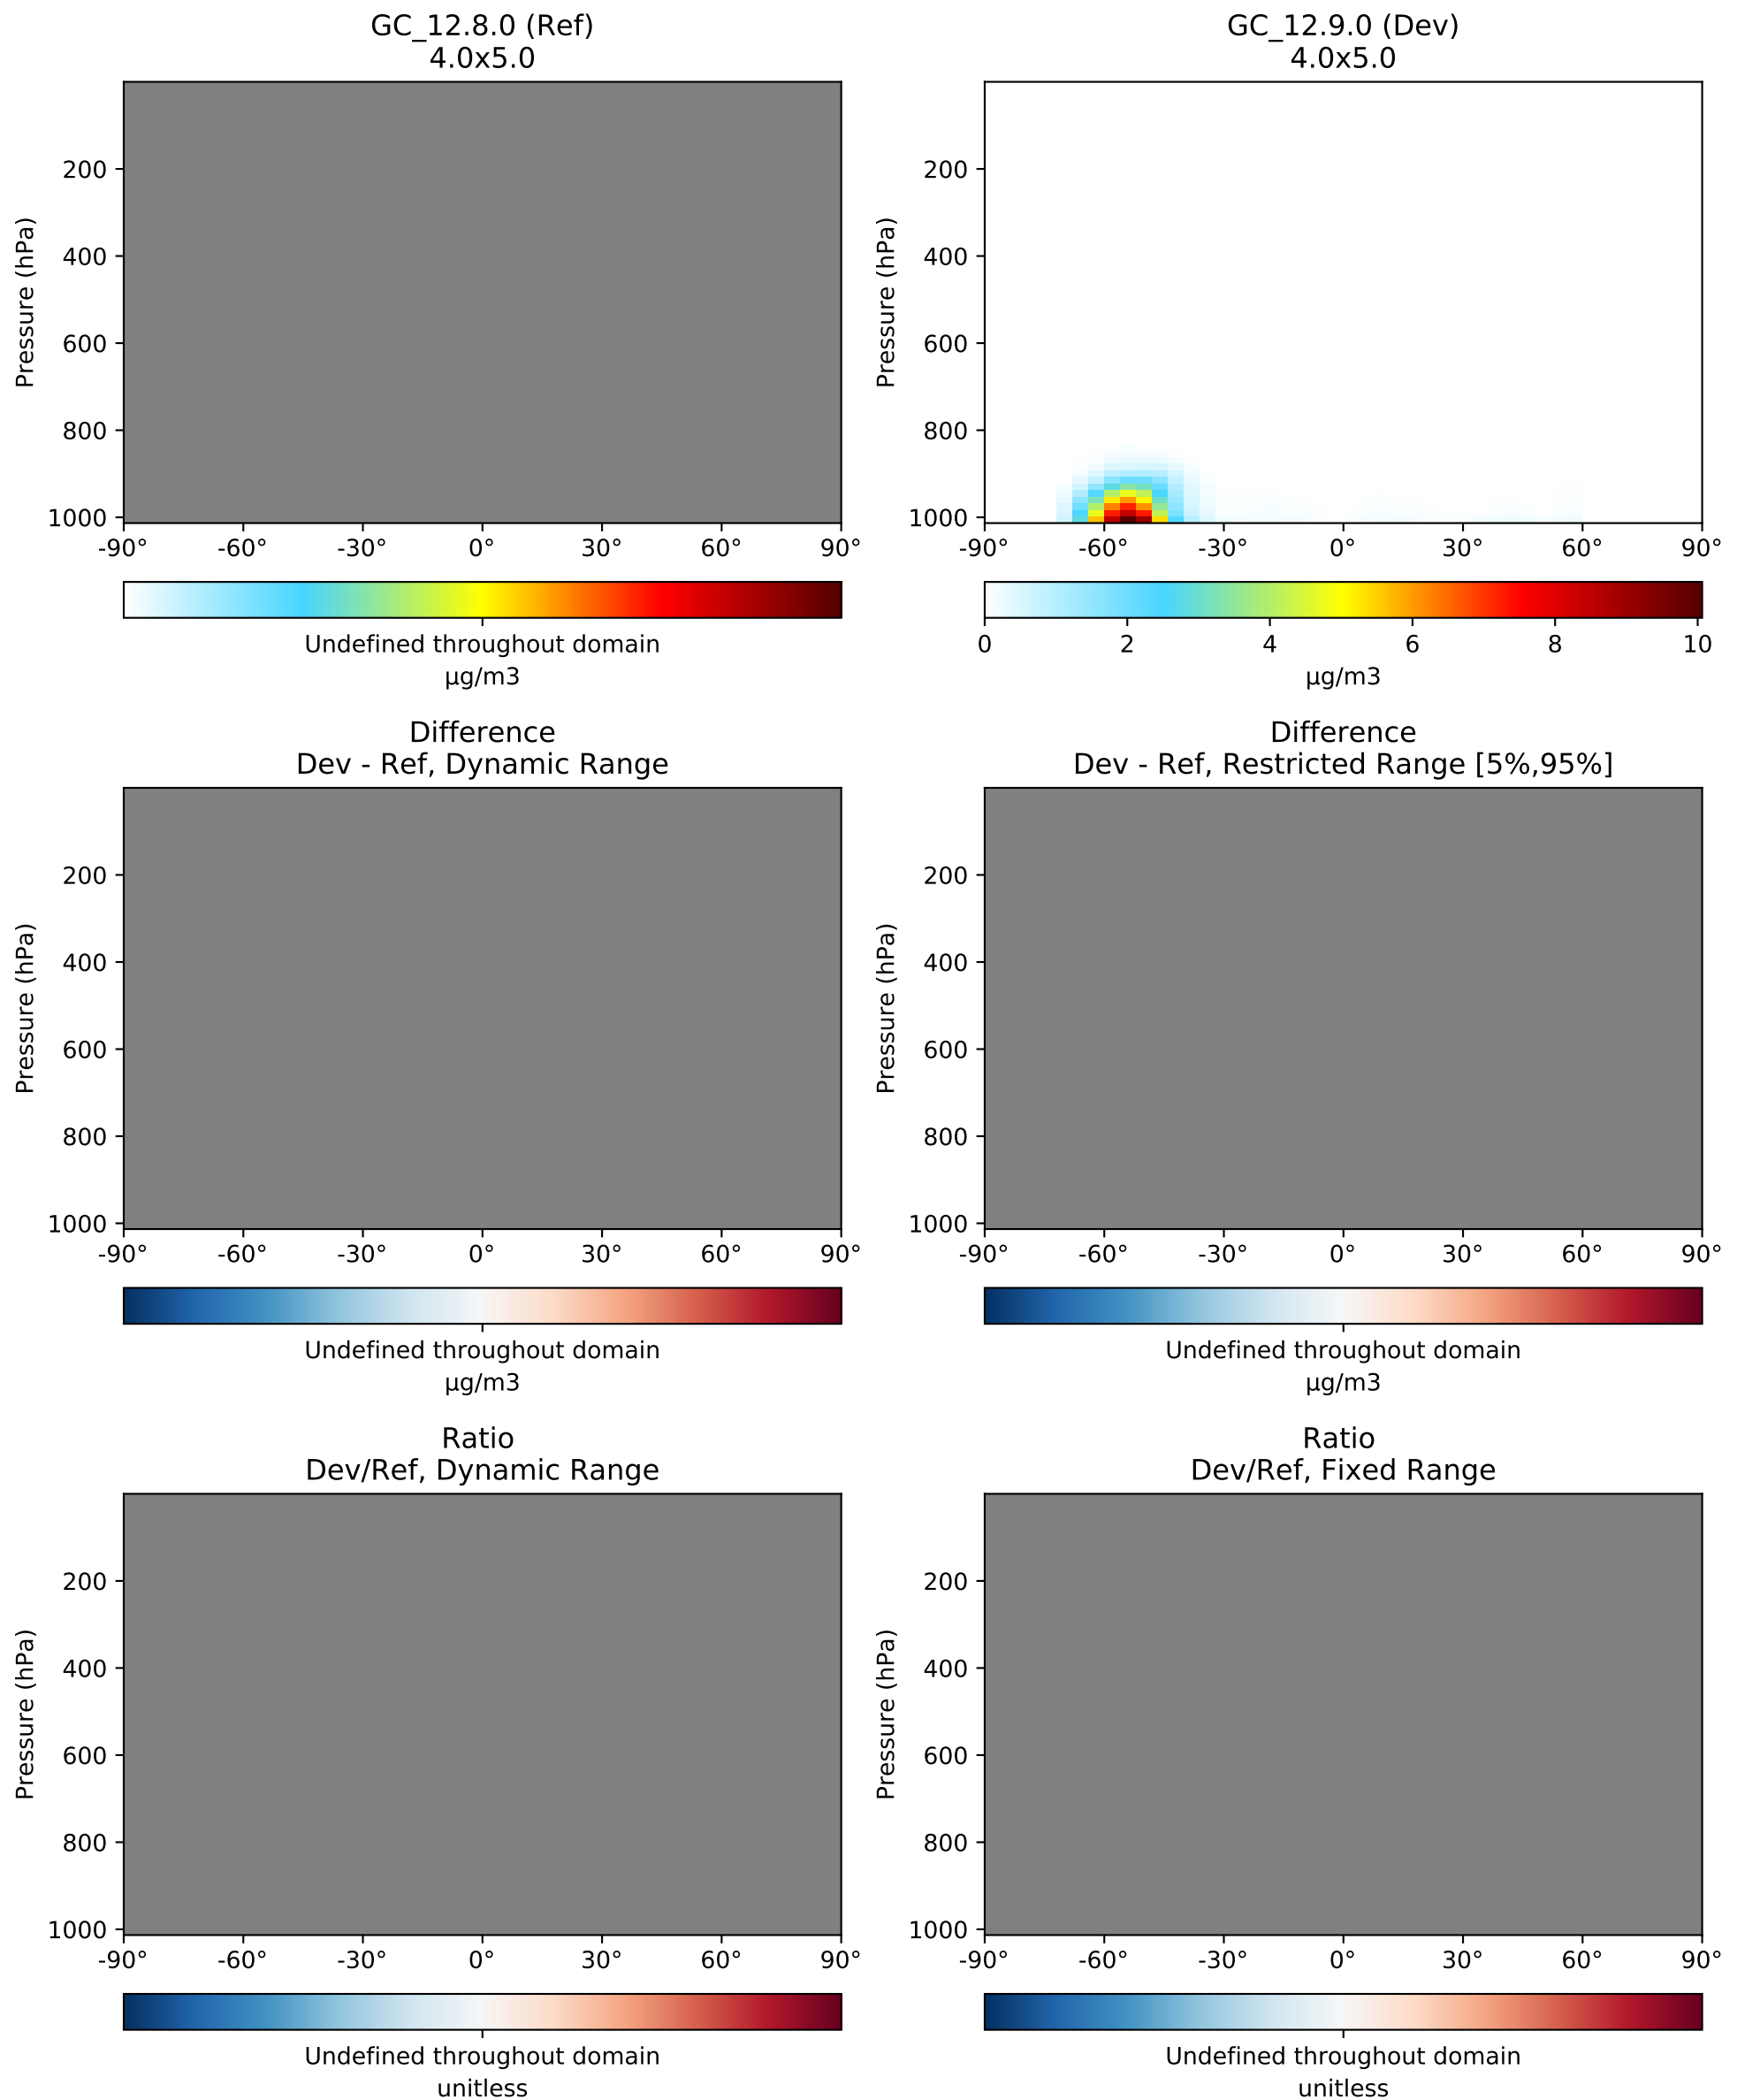 GC_12.8.0 (Ref)
4.0x5.0
Pressure (hPa)
200
400
600
800
1000
-90° -60° -30° 0° 30° 60° 90°
Undefined throughout domain
µg/m3
GC_12.9.0 (Dev)
4.0x5.0
Pressure (hPa)
200
400
600
800
1000
-90° -60° -30° 0° 30° 60° 90°
0 2 4 6 8 10
µg/m3
Difference
Dev - Ref, Dynamic Range
Pressure (hPa)
200
400
600
800
1000
-90° -60° -30° 0° 30° 60° 90°
Undefined throughout domain
µg/m3
Difference
Dev - Ref, Restricted Range [5%,95%]
Pressure (hPa)
200
400
600
800
1000
-90° -60° -30° 0° 30° 60° 90°
Undefined throughout domain
µg/m3
Ratio
Dev/Ref, Dynamic Range
Pressure (hPa)
200
400
600
800
1000
-90° -60° -30° 0° 30° 60° 90°
Undefined throughout domain
unitless
Ratio
Dev/Ref, Fixed Range
Pressure (hPa)
200
400
600
800
1000
-90° -60° -30° 0° 30° 60° 90°
Undefined throughout domain
unitless